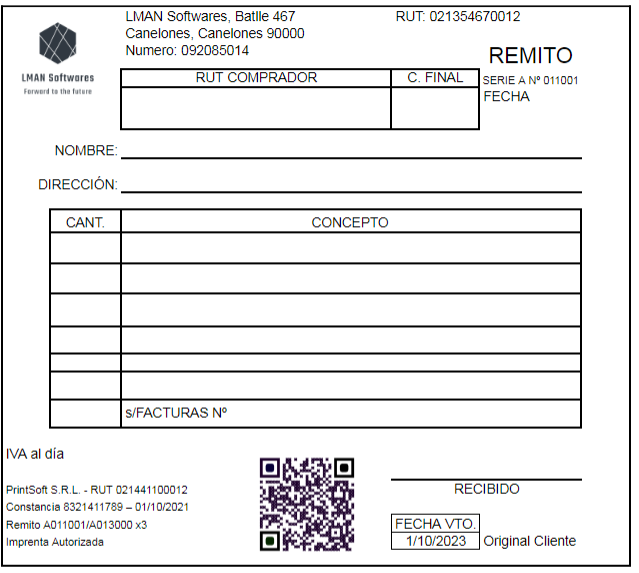 LMAN Softwares, Batlle 467
Canelones, Canelones 90000
Numero: 092085014
RUT: 021354670012
LMAN Softwares
Forward to the future
REMITO
SERIE A Nº 011001
FECHA
RUT COMPRADOR
C. FINAL
NOMBRE:
DIRECCIÓN:
CANT.
CONCEPTO
s/FACTURAS Nº
IVA al día
PrintSoft S.R.L. - RUT 021441100012
Constancia 8321411789 – 01/10/2021
Remito A011001/A013000 x3
Imprenta Autorizada
RECIBIDO
FECHA VTO.
1/10/2023
Original Cliente